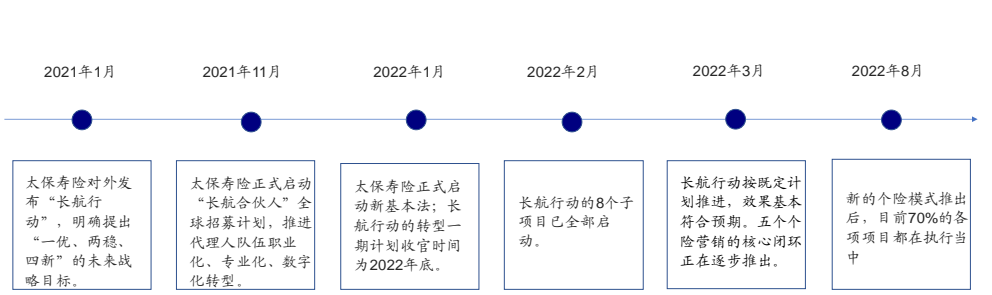 2021年1月
2021年11月
2022年1月
2022年2月
2022年3月
2022年8月
太保寿险对外发
布“长航行
动”，明确提出
“一优、两稳、
四新”的未来战
略目标。
太保寿险正式启动
“长航合伙人”全
球招募计划，推进
代理人队伍职业
化、专业化、数字
化转型。
太保寿险正式启
动新基本法；长
航行动的转型一
期计划收官时间
为2022年底。
长航行动的8个子
项目已全部启
动。
长航行动按既定计
划推进，效果基本
符合预期。五个个
险营销的核心闭环
正在逐步推出。
新的个险模式推出
后，目前70%的各
项项目都在执行当
中